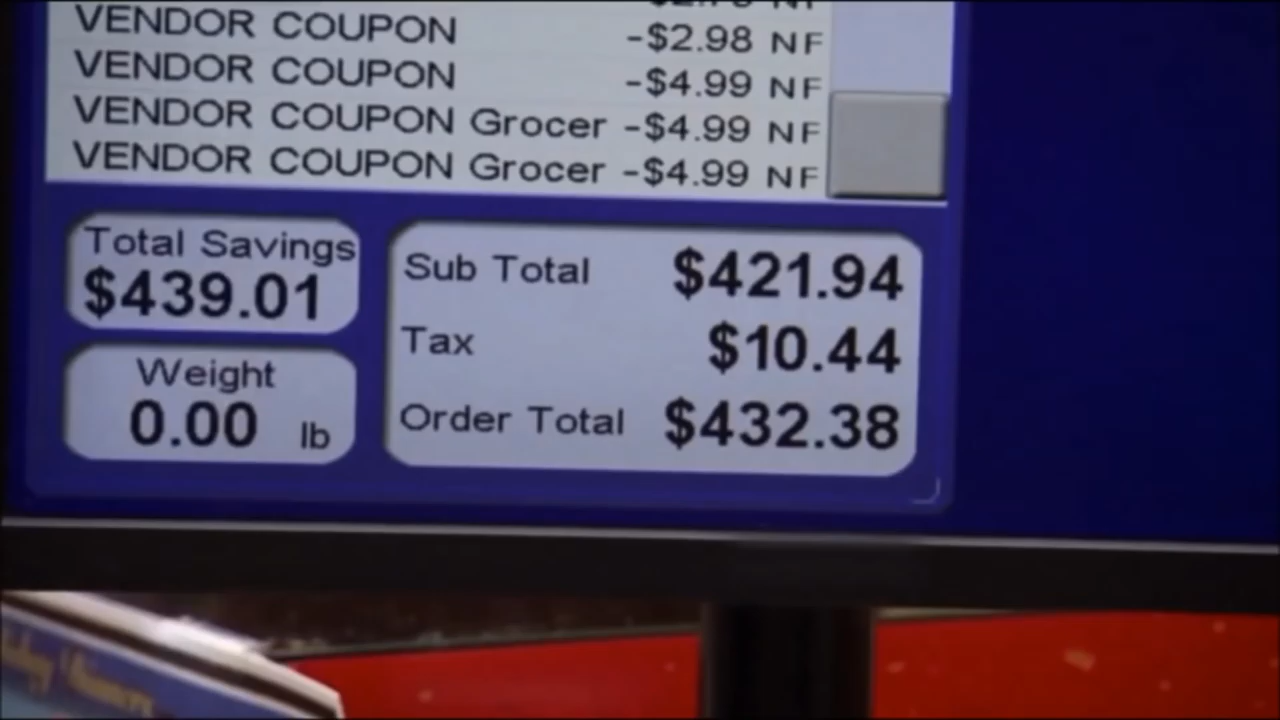 VENDOR COUPON -$2.98 NF
VENDOR COUPON -$4.99 NF
VENDOR COUPON Grocer -$4.99 NF
VENDOR COUPON Grocer -$4.99 NF
Total Savings
$439.01
Weight
0.00 lb
Sub Total $421.94
Tax $10.44
Order Total $432.38